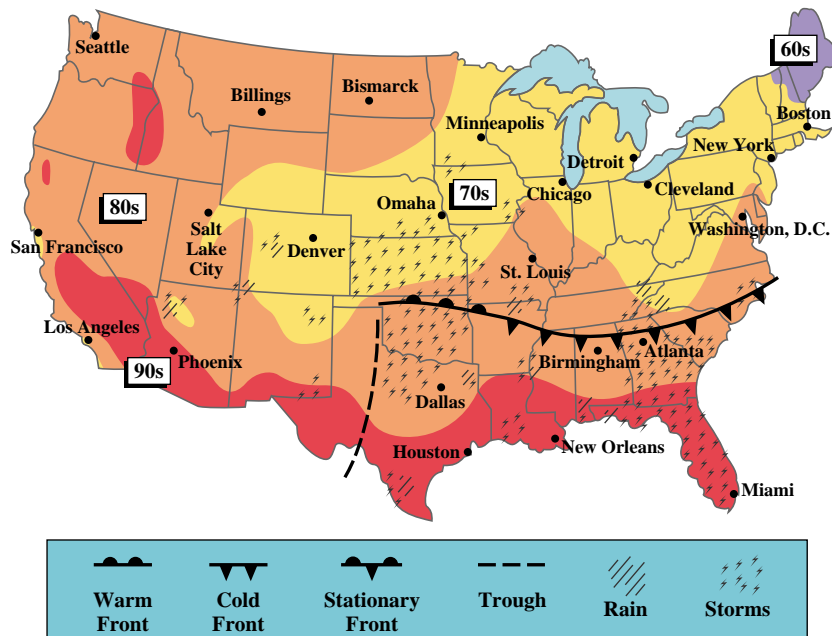 60s
Seattle
Bismarck
Billings
Boston
Minneapolis
New York
Detroit
70s
Chicago
Cleveland
Omaha
80s
Washington, D.C.
Salt
Lake
City
San Francisco
Denver
St. Louis
Los Angeles
Phoenix
Birmingham
Atlanta
90s
Dallas
New Orleans
Houston
Miami
Warm
Front
Cold
Front
Stationary
Front
Trough
Rain
Storms